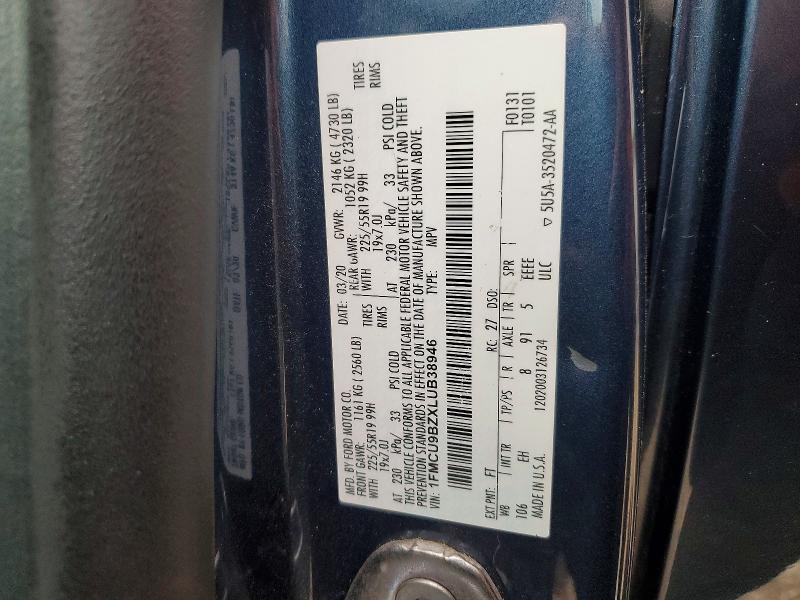 MFD. BY FORD MOTOR CO.
DATE: 03/20 GVWR: 2146 KG ( 4730 LB)
FRONT GAWR: 1161 KG ( 2560 LB) REAR GAWR: 1052 KG ( 2320 LB)
WITH 225/55R19 99H TIRES WITH 225/55R19 99H TIRES
19x7.0J RIMS 19x7.0J RIMS
AT 230 kPa/ 33 PSI COLD AT 230 kPa/ 33 PSI COLD
THIS VEHICLE CONFORMS TO ALL APPLICABLE FEDERAL MOTOR VEHICLE SAFETY AND THEFT
PREVENTION STANDARDS IN EFFECT ON THE DATE OF MANUFACTURE SHOWN ABOVE.
VIN: 1FMCU9BZXLUB38946 TYPE: MPV
F0131
T0101
EXT PNT: FT RC: 27 DSO:
WB INT TR TP/PS R AXLE TR SPR
106 EH 8 91 5 EEEE
MADE IN U.S.A. 1202003126734 ULC
▽ 5U5A-3520472-AA